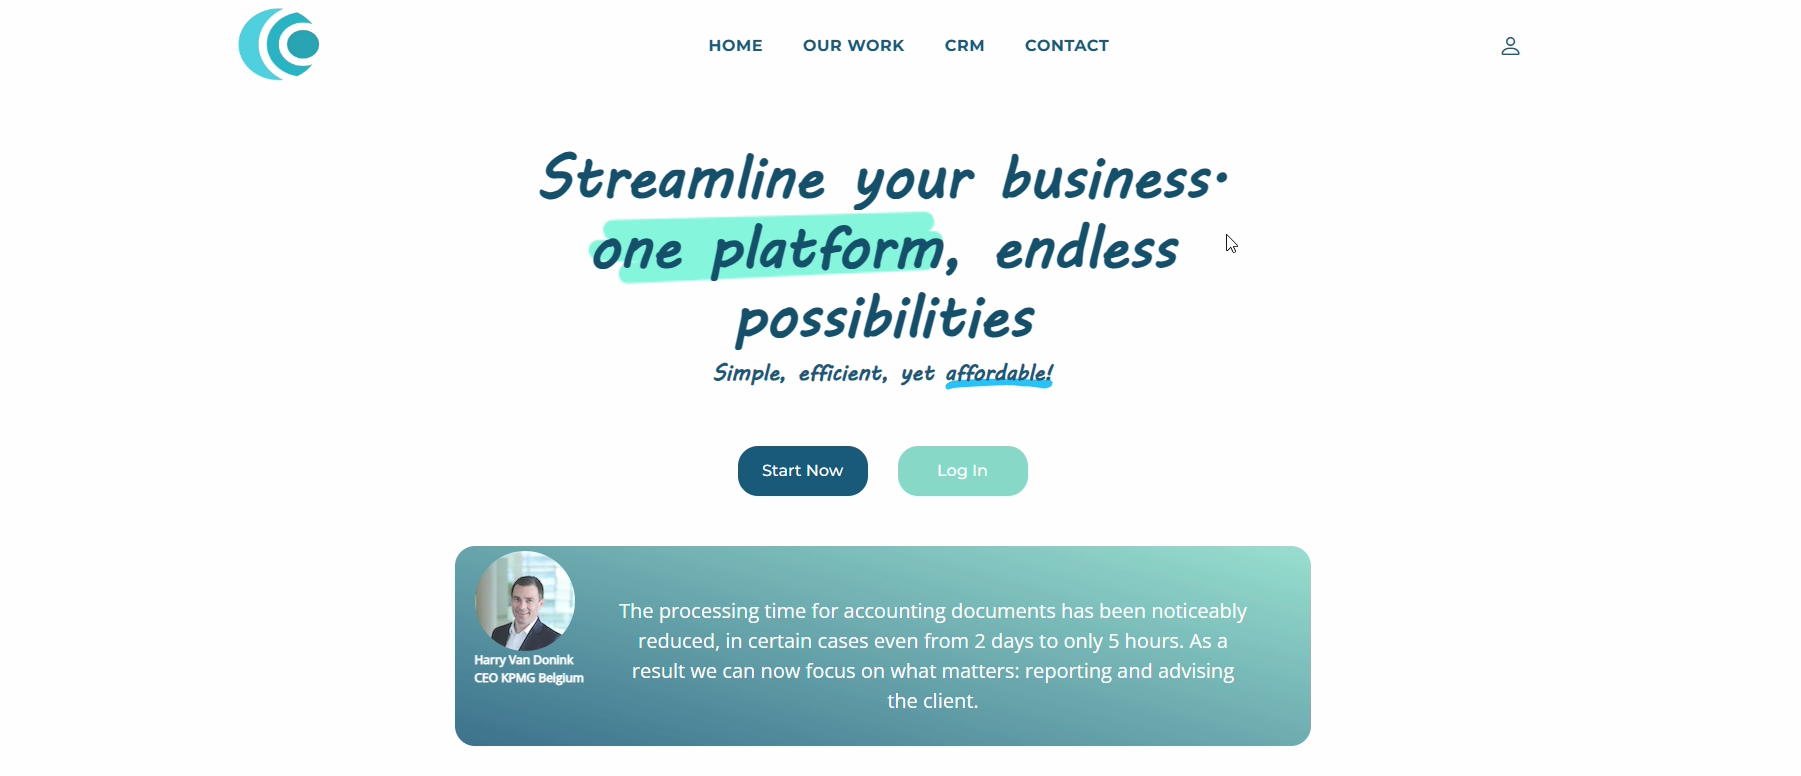 HOME OUR WORK CRM CONTACT
Streamline your business·
one platform, endless
possibilities
Simple, efficient, yet affordable!
Start Now Log In
Harry Van Donink
CEO KPMG Belgium
The processing time for accounting documents has been noticeably
reduced, in certain cases even from 2 days to only 5 hours. As a
result we can now focus on what matters: reporting and advising
the client.